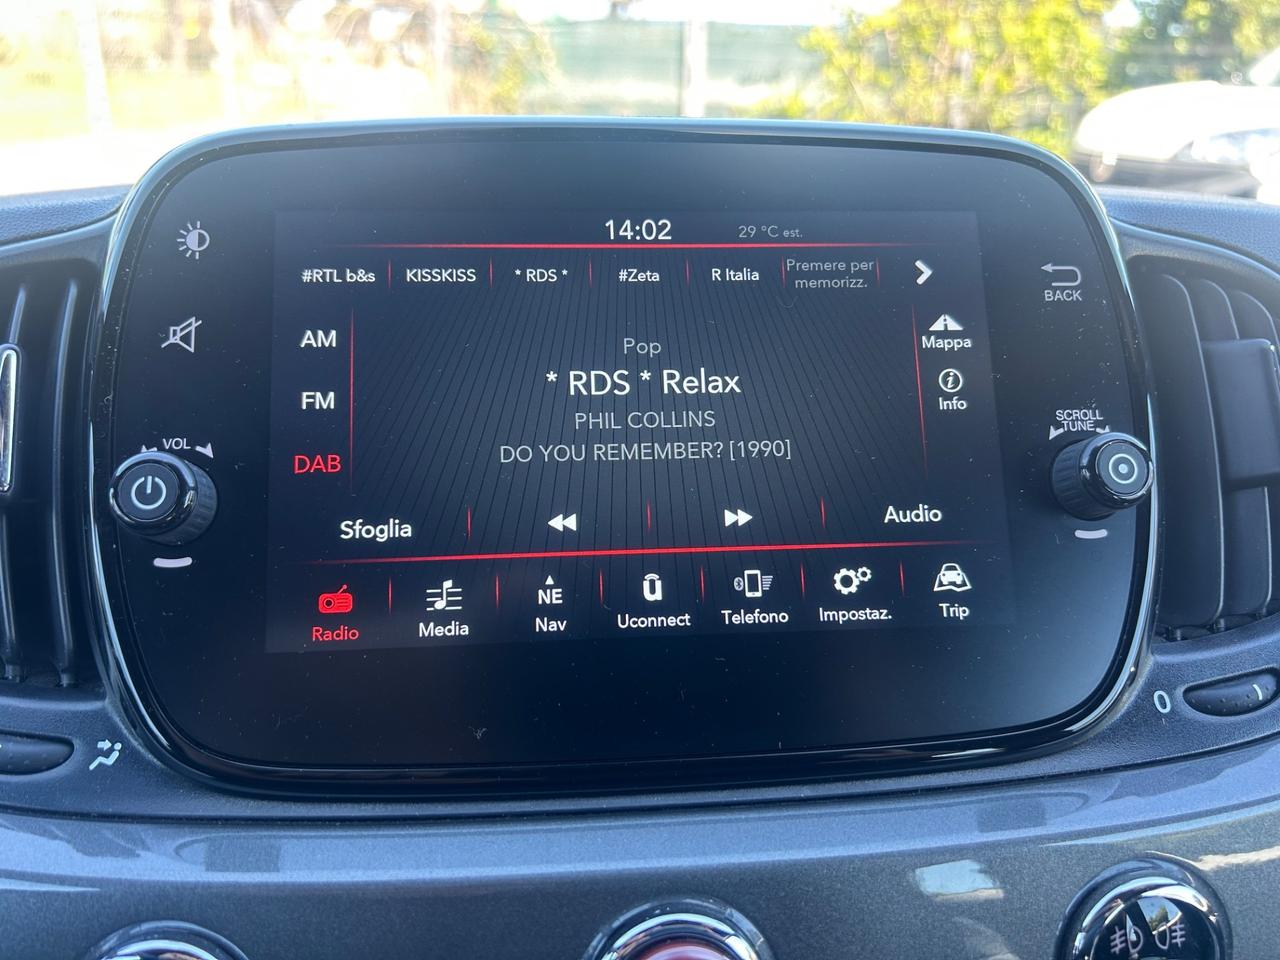 14:02
29 °C est.
#RTL b&s
KISSKISS
* RDS *
#Zeta
R Italia
Premere per
memorizz.
BACK
AM
Mappa
FM
Info
DAB
Pop
* RDS * Relax
PHIL COLLINS
DO YOU REMEMBER? [1990]
VOL
SCROLL
TUNE
Sfoglia
Audio
Radio
Media
NE
Nav
Uconnect
Telefono
Impostaz.
Trip
0